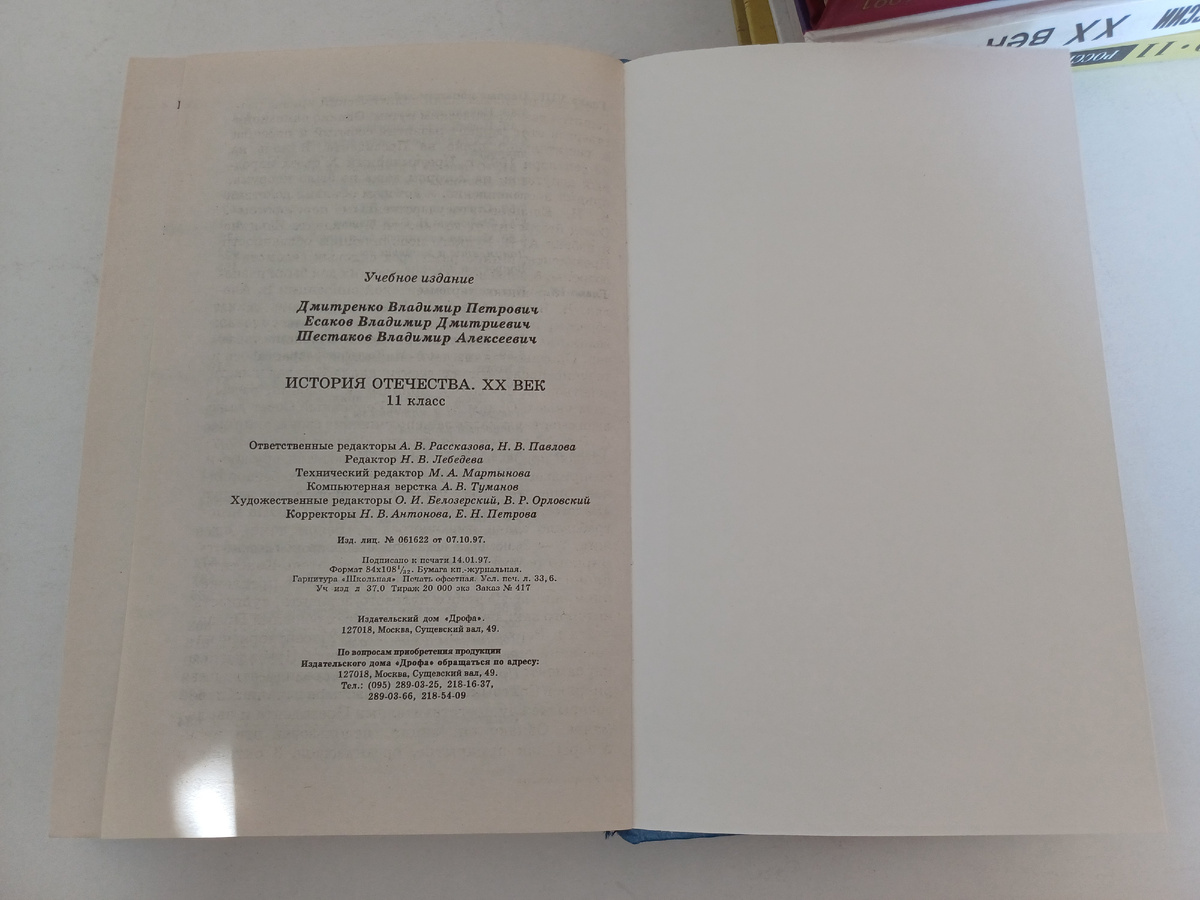 Учебное издание
Дмитренко Владимир Петрович
Есаков Владимир Дмитриевич
Шестаков Владимир Алексеевич
ИСТОРИЯ ОТЕЧЕСТВА. XX ВЕК
11 класс
Ответственные редакторы А. В. Рассказова, Н. В. Павлова
Редактор Н. В. Лебедева
Технический редактор М. А. Мартынова
Компьютерная верстка А. В. Туманов
Художественные редакторы О. И. Белозерский, В. Р. Орловский
Корректоры Н. В. Антонова, Е. Н. Петрова
Изд. лиц. № 061622 от 07.10.97.
Подписано к печати 14.01.97.
Формат 84х108 1/32. Бумага кн.-журнальная.
Гарнитура «Школьная» Печать офсетная. Усл. печ. л. 33,6.
Уч изд л 37.0 Тираж 20 000 экз Заказ № 417
Издательский дом «Дрофа».
127018, Москва, Сущевский вал, 49.
По вопросам приобретения продукции
Издательского дома «Дрофа» обращаться по адресу:
127018, Москва, Сущевский вал, 49.
Тел.: (095) 289-03-25, 218-16-37,
289-03-66, 218-54-09
XX век